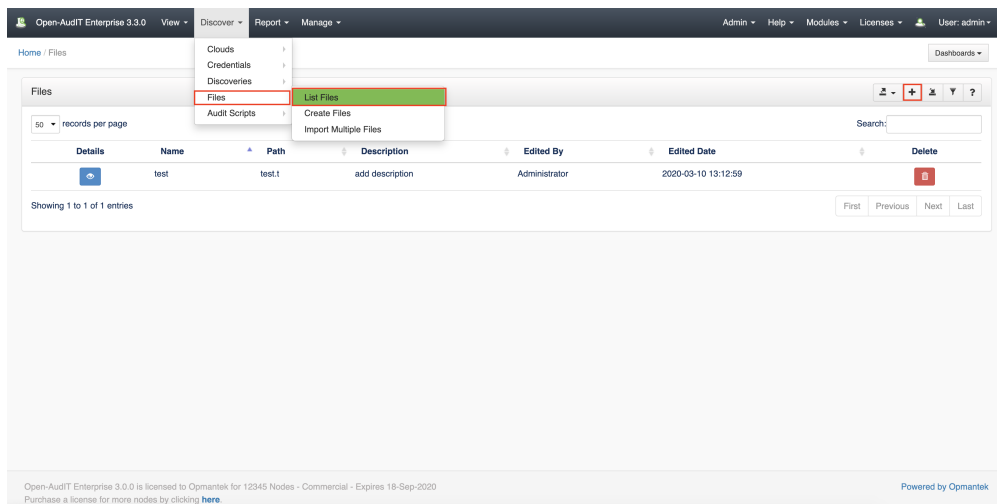 Open-AudIT Enterprise 3.3.0 View Discover Report Manage Admin Help Modules Licenses User: admin
Home / Files
Dashboards
Clouds
Credentials
Discoveries
Files
Audit Scripts
List Files
Create Files
Import Multiple Files
Files
?
50 records per page
Search:
Details Name Path Description Edited By Edited Date Delete
test test.t add description Administrator 2020-03-10 13:12:59
Showing 1 to 1 of 1 entries
First Previous Next Last
Open-AudIT Enterprise 3.0.0 is licensed to Opmantek for 12345 Nodes - Commercial - Expires 18-Sep-2020
Powered by Opmantek
Purchase a license for more nodes by clicking here.